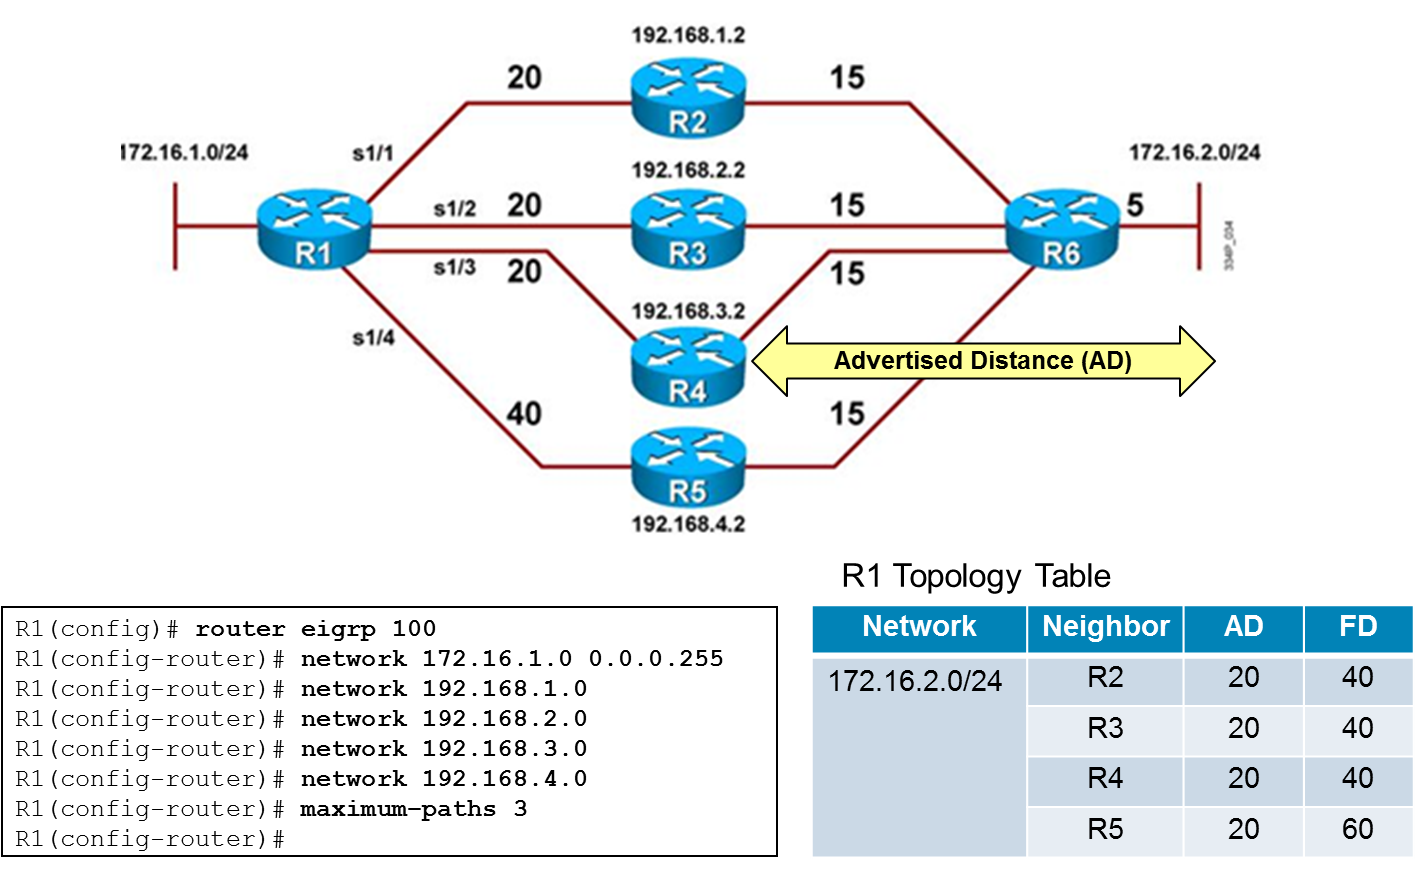 192.168.1.2
20
15
R2
172.16.1.0/24
s1/1
192.168.2.2
172.16.2.0/24
s1/2
20
15
5
R1
R3
R6
334P_034
s1/3
20
15
192.168.3.2
s1/4
Advertised Distance (AD)
R4
40
15
R5
192.168.4.2
R1 Topology Table
R1(config)# router eigrp 100
R1(config-router)# network 172.16.1.0 0.0.0.255
R1(config-router)# network 192.168.1.0
R1(config-router)# network 192.168.2.0
R1(config-router)# network 192.168.3.0
R1(config-router)# network 192.168.4.0
R1(config-router)# maximum-paths 3
R1(config-router)#
Network Neighbor AD FD
172.16.2.0/24 R2 20 40
R3 20 40
R4 20 40
R5 20 60